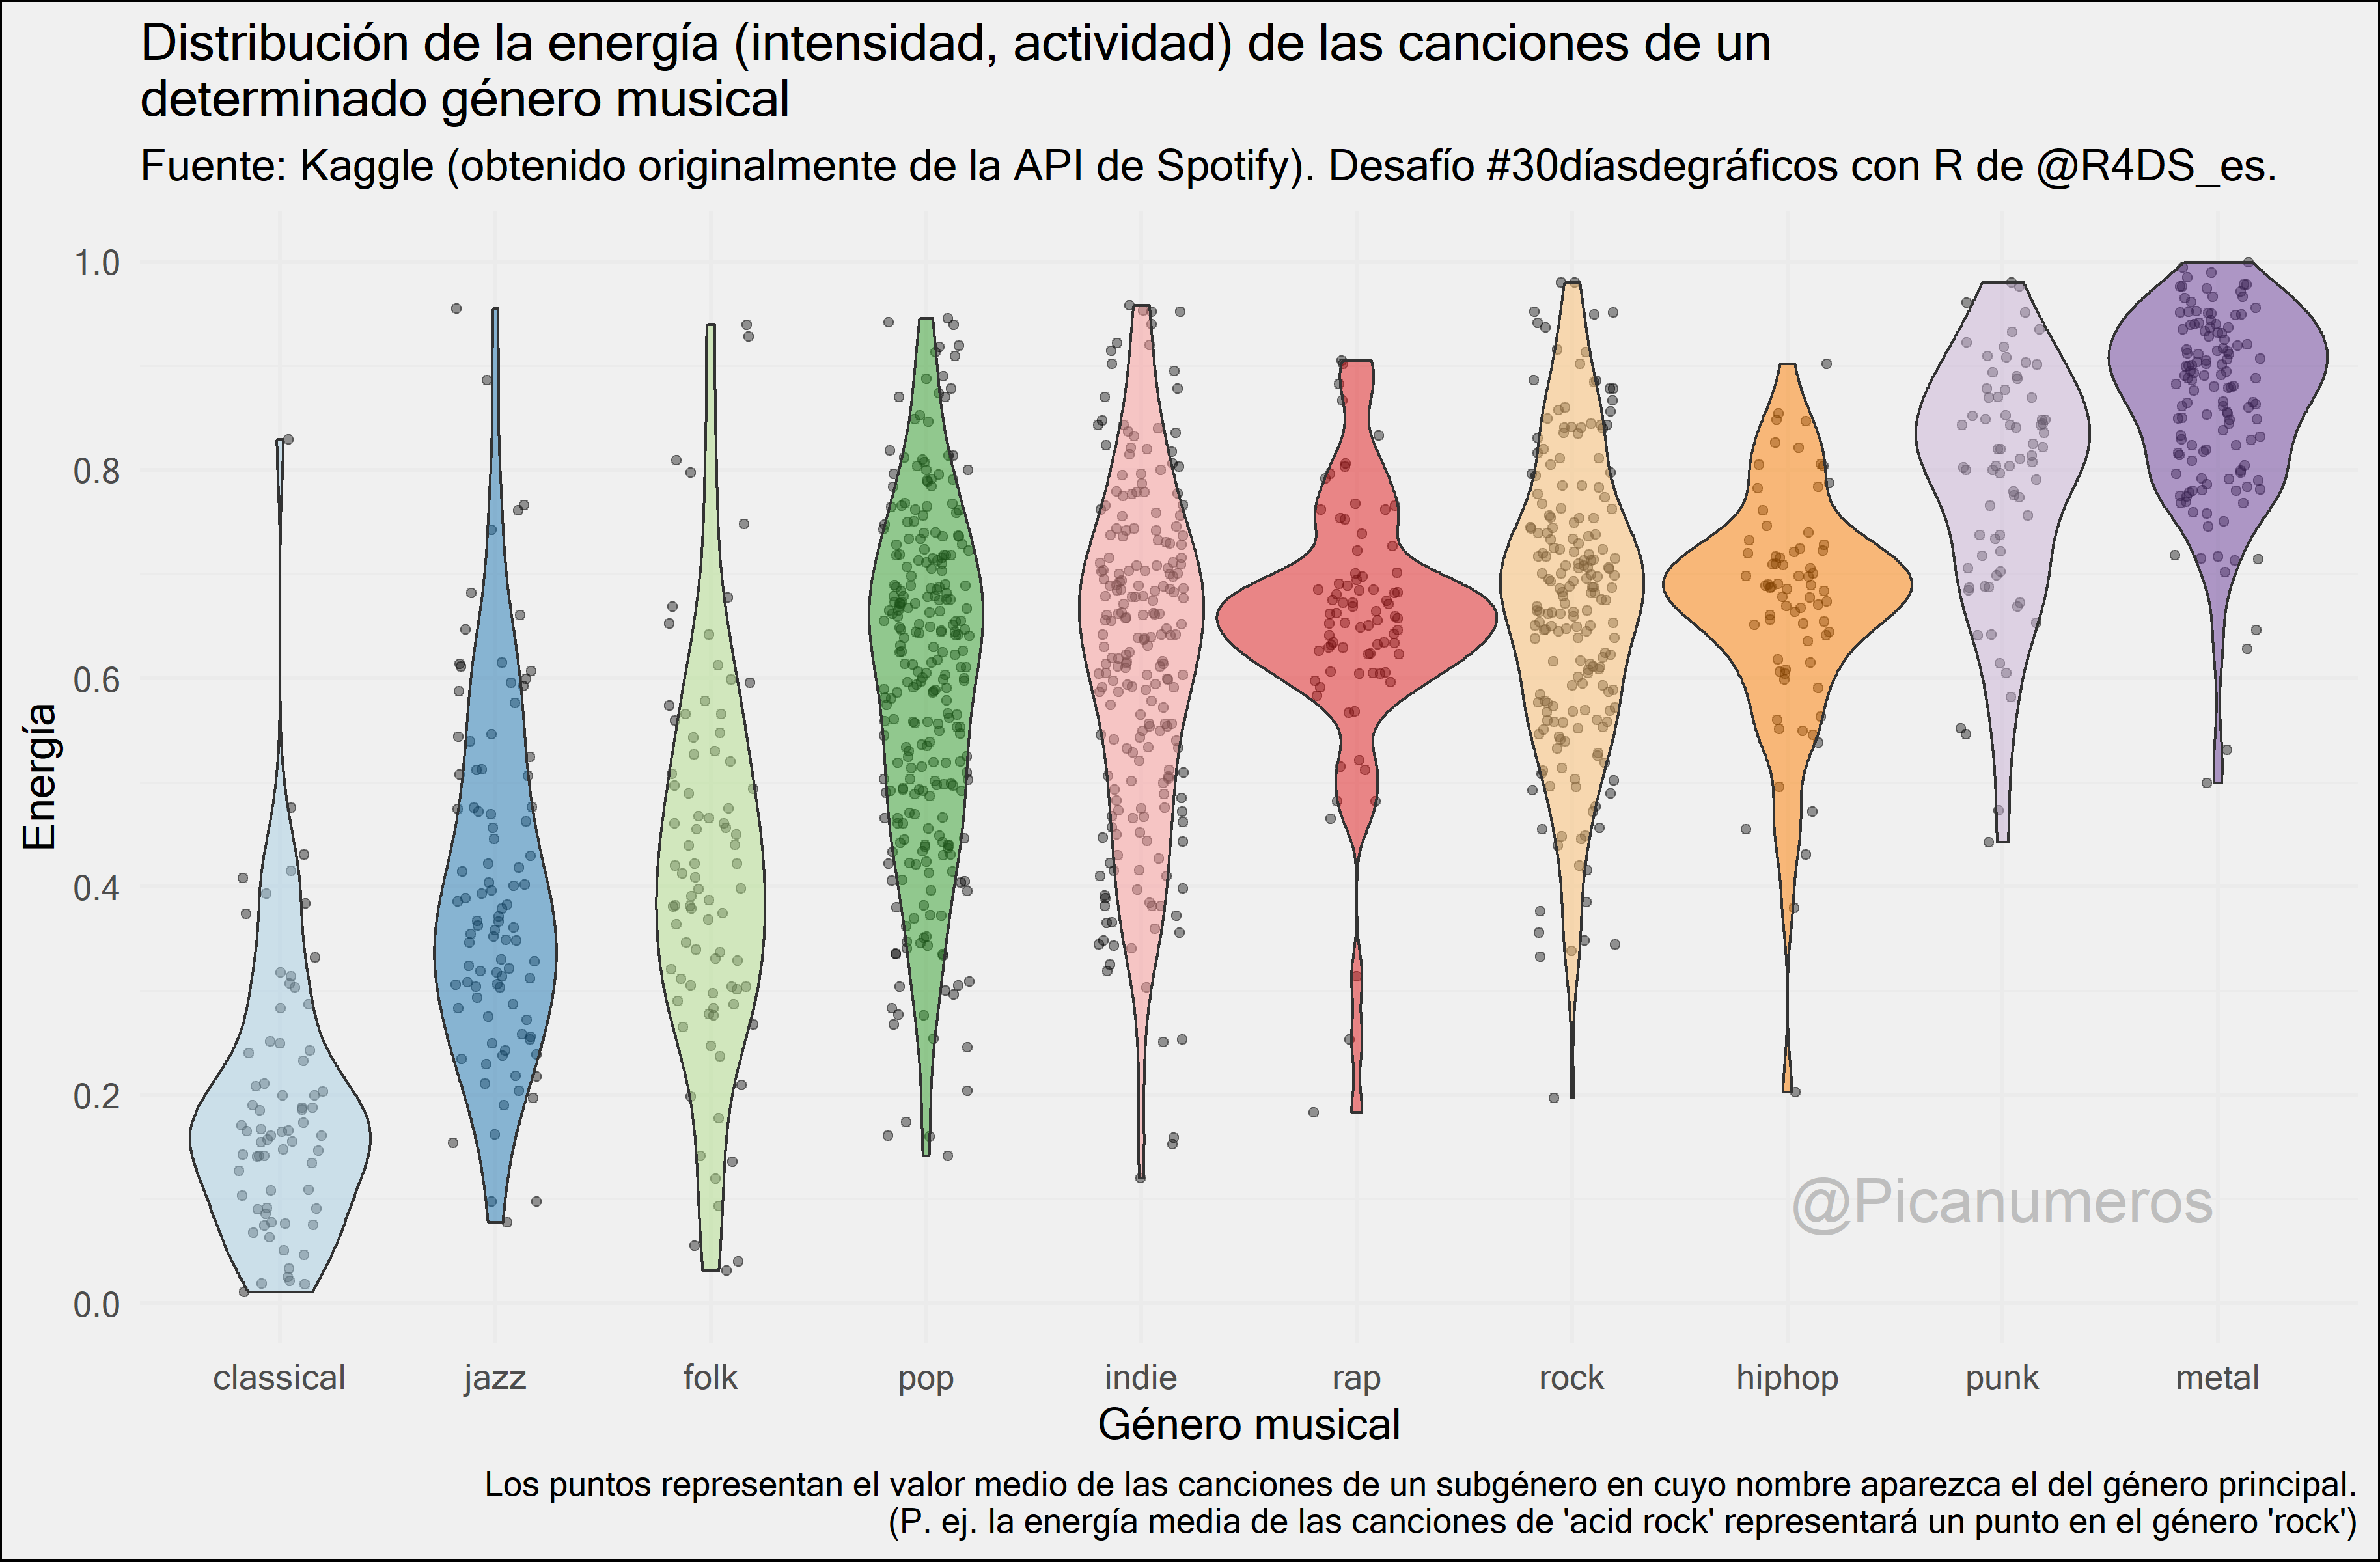 Distribución de la energía (intensidad, actividad) de las canciones de un
determinado género musical
Fuente: Kaggle (obtenido originalmente de la API de Spotify). Desafío #30díasdegráficos con R de @R4DS_es.
Energía
1.0
0.8
0.6
0.4
0.2
0.0
@Picanumeros
classical jazz folk pop indie rap rock hiphop punk metal
Género musical
Los puntos representan el valor medio de las canciones de un subgénero en cuyo nombre aparezca el del género principal.
(P. ej. la energía media de las canciones de 'acid rock' representará un punto en el género 'rock')